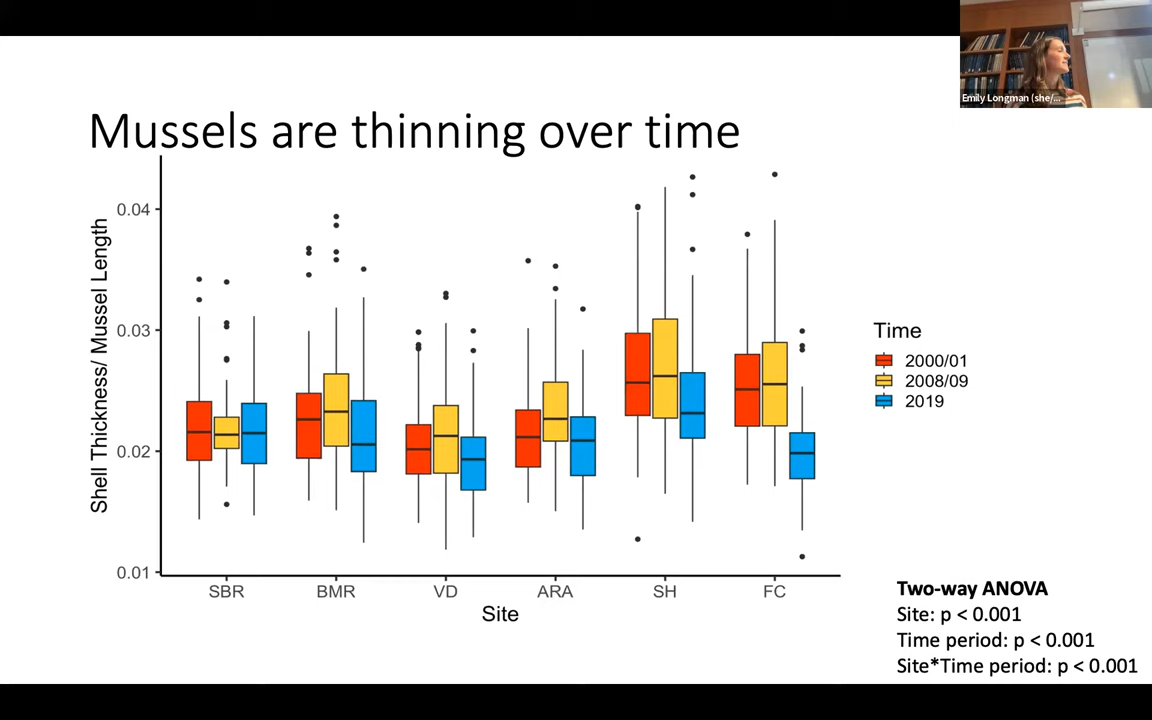 Emily Longman (she/...
Mussels are thinning over time
Shell Thickness/ Mussel Length
0.04
0.03
0.02
0.01
SBR
BMR
VD
ARA
SH
FC
Site
Time
2000/01
2008/09
2019
Two-way ANOVA
Site: p < 0.001
Time period: p < 0.001
Site*Time period: p < 0.001